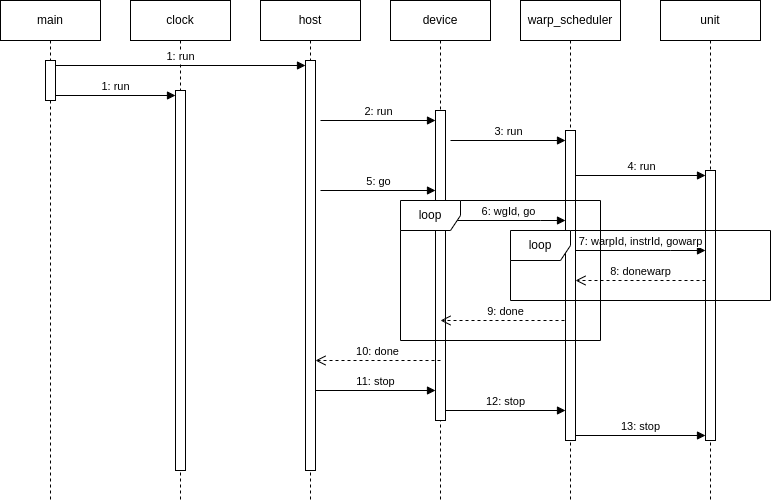 main
clock
host
device
warp_scheduler
unit
1: run
1: run
2: run
3: run
4: run
5: go
loop
6: wgId, go
loop
7: warpId, instrId, gowarp
8: donewarp
9: done
10: done
11: stop
12: stop
13: stop